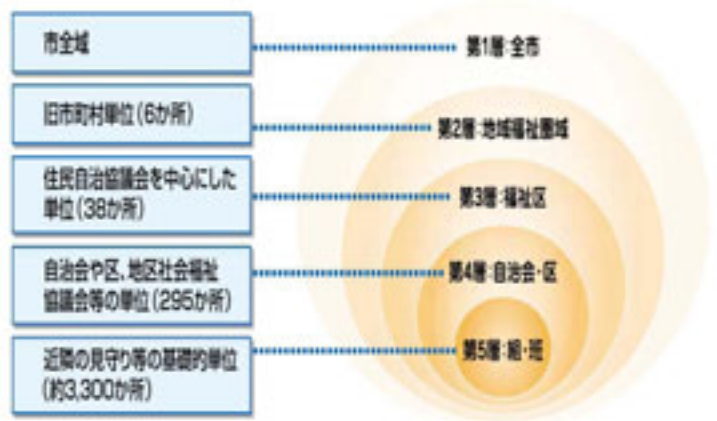 市全域
第1層:全市
旧市町村単位(6か所)
第2層:地域福祉圏域
住民自治協議会を中心にした
単位(38か所)
第3層:福祉区
自治会や区、地区社会福祉
協議会等の単位(295か所)
第4層:自治会・区
近隣の見守り等の基礎的単位
(約3,300か所)
第5層:組・班